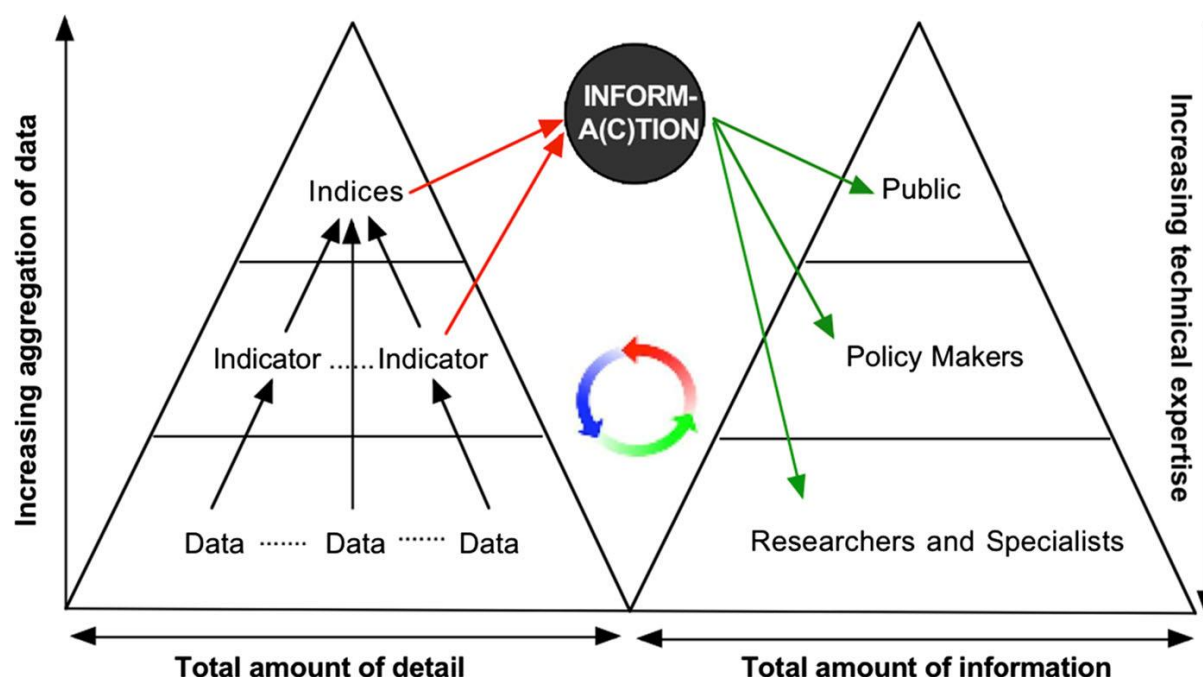 Increasing aggregation of data
INFORM-
A(C)TION
Indices
Indicator ...... Indicator
Data ....... Data ....... Data
Total amount of detail
Public
Policy Makers
Researchers and Specialists
Total amount of information
Increasing technical expertise